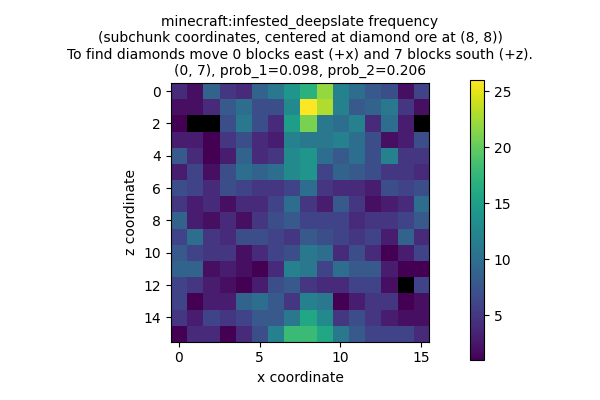 minecraft:infested_deepslate frequency
(subchunk coordinates, centered at diamond ore at (8, 8))
To find diamonds move 0 blocks east (+x) and 7 blocks south (+z).
(0, 7), prob_1=0.098, prob_2=0.206
0
2
4
6
8
10
12
14
z coordinate
0
5
10
15
x coordinate
25
20
15
10
5